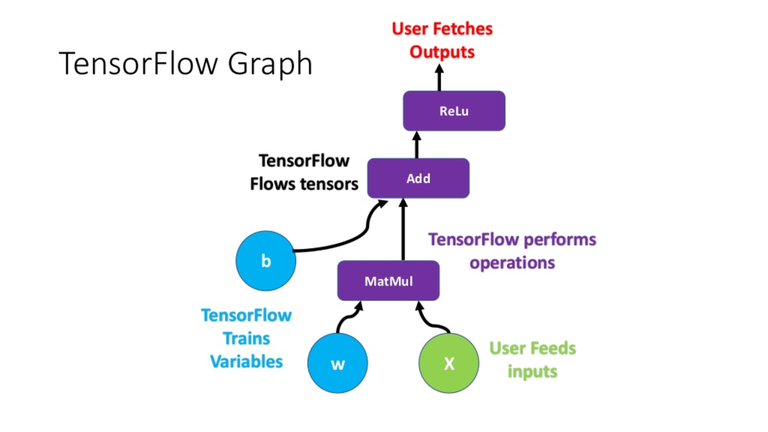 TensorFlow Graph
User Fetches
Outputs
ReLu
TensorFlow
Flows tensors
Add
b
TensorFlow performs
operations
MatMul
TensorFlow
Trains
Variables
w
X
User Feeds
inputs